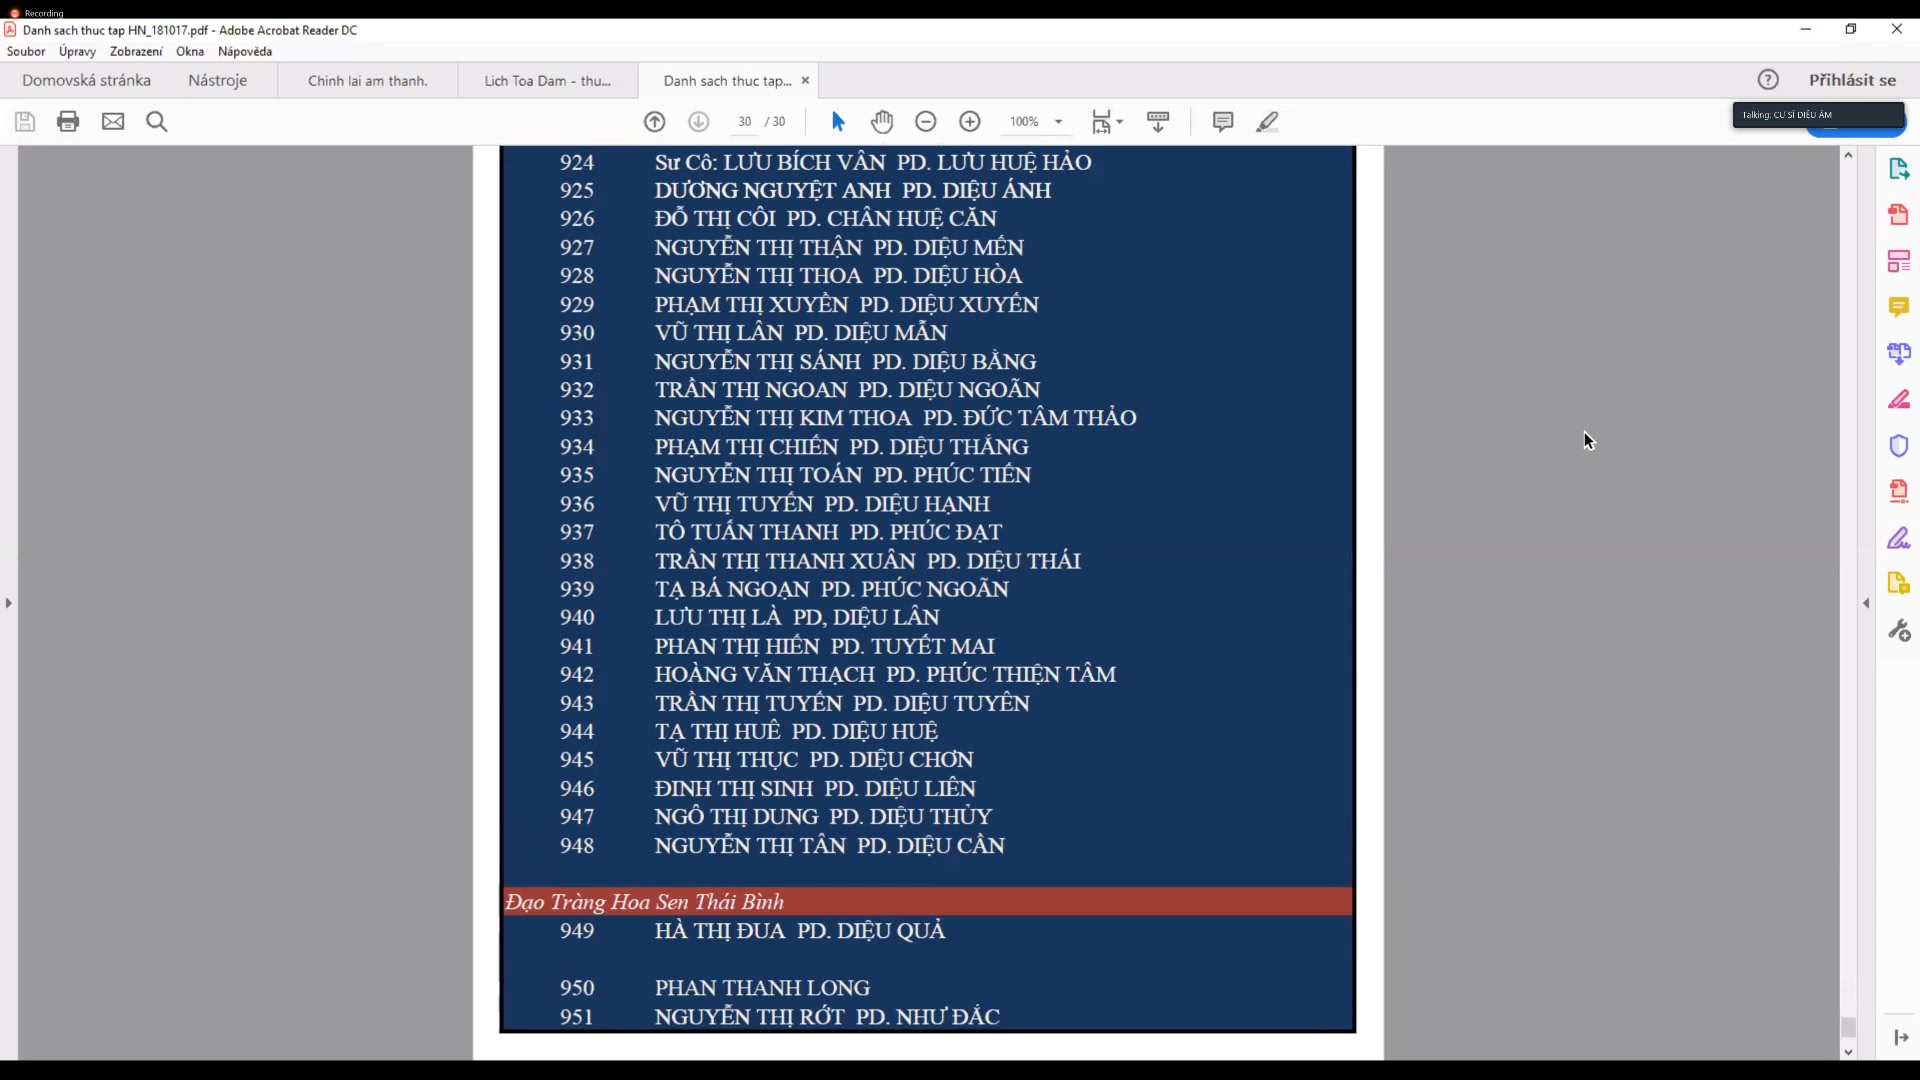 Recording
Danh sach thuc tap HN_181017.pdf - Adobe Acrobat Reader DC
Soubor Úpravy Zobrazení Okna Nápověda
Domovská stránka Nástroje Chinh lai am thanh. Lich Toa Dam - thu... Danh sach thuc tap... × Přihlásit se
30 / 30 100%
Talking: CƯ SĨ DIỆU ÂM
924 Sư Cô: LƯU BÍCH VÂN PD. LƯU HUỆ HẢO
925 DƯƠNG NGUYỆT ANH PD. DIỆU ÁNH
926 ĐỖ THỊ CÔI PD. CHÂN HUỆ CĂN
927 NGUYỄN THỊ THẬN PD. DIỆU MẾN
928 NGUYỄN THỊ THOA PD. DIỆU HÒA
929 PHẠM THỊ XUYỀN PD. DIỆU XUYẾN
930 VŨ THỊ LÂN PD. DIỆU MẪN
931 NGUYỄN THỊ SÁNH PD. DIỆU BẰNG
932 TRẦN THỊ NGOAN PD. DIỆU NGOÃN
933 NGUYỄN THỊ KIM THOA PD. ĐỨC TÂM THẢO
934 PHẠM THỊ CHIẾN PD. DIỆU THẮNG
935 NGUYỄN THỊ TOÁN PD. PHÚC TIẾN
936 VŨ THỊ TUYẾN PD. DIỆU HẠNH
937 TÔ TUẤN THANH PD. PHÚC ĐẠT
938 TRẦN THỊ THANH XUÂN PD. DIỆU THÁI
939 TẠ BÁ NGOẠN PD. PHÚC NGOÃN
940 LƯU THỊ LÀ PD, DIỆU LÂN
941 PHAN THỊ HIẾN PD. TUYẾT MAI
942 HOÀNG VĂN THẠCH PD. PHÚC THIỆN TÂM
943 TRẦN THỊ TUYẾN PD. DIỆU TUYÊN
944 TẠ THỊ HUÊ PD. DIỆU HUỆ
945 VŨ THỊ THỤC PD. DIỆU CHƠN
946 ĐINH THỊ SINH PD. DIỆU LIÊN
947 NGÔ THỊ DUNG PD. DIỆU THỦY
948 NGUYỄN THỊ TÂN PD. DIỆU CẦN
Đạo Tràng Hoa Sen Thái Bình
949 HÀ THỊ ĐUA PD. DIỆU QUẢ
950 PHAN THANH LONG
951 NGUYỄN THỊ RỚT PD. NHƯ ĐẮC